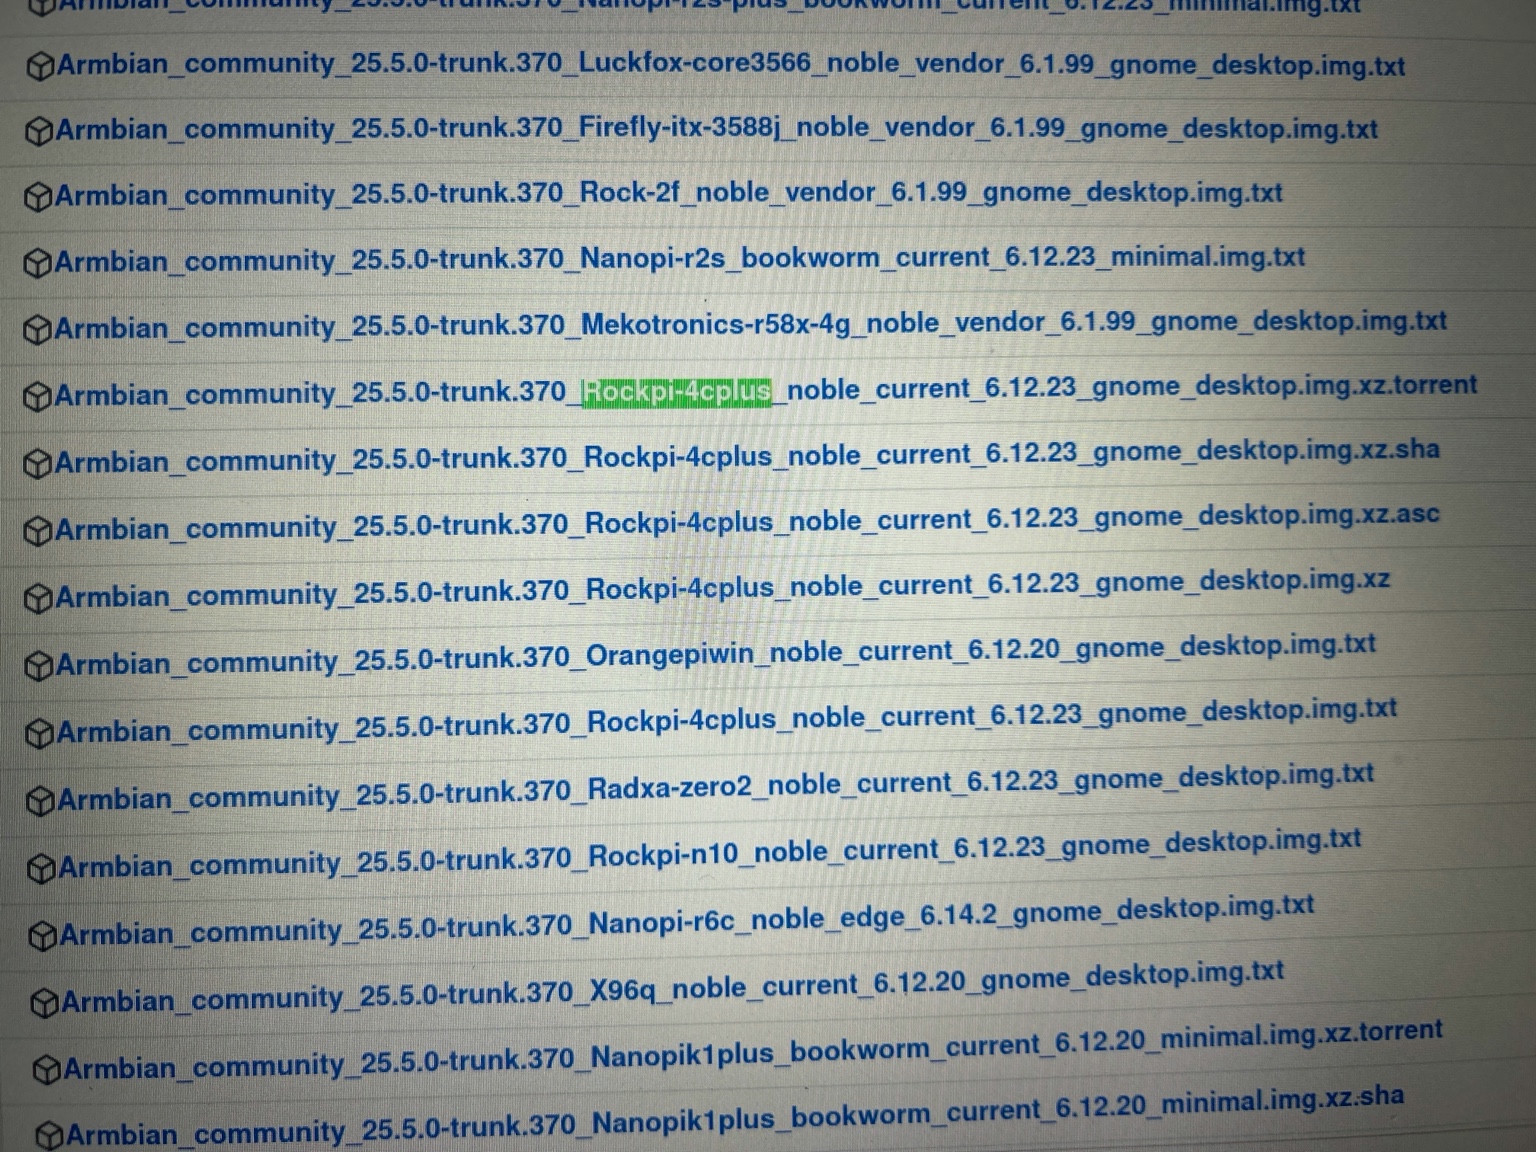 Armbian_community_25.5.0-trunk.370_Nanopi-r2s-plus_bookworm_current_6.12.23_minimal.img.txt
Armbian_community_25.5.0-trunk.370_Luckfox-core3566_noble_vendor_6.1.99_gnome_desktop.img.txt
Armbian_community_25.5.0-trunk.370_Firefly-itx-3588j_noble_vendor_6.1.99_gnome_desktop.img.txt
Armbian_community_25.5.0-trunk.370_Rock-2f_noble_vendor_6.1.99_gnome_desktop.img.txt
Armbian_community_25.5.0-trunk.370_Nanopi-r2s_bookworm_current_6.12.23_minimal.img.txt
Armbian_community_25.5.0-trunk.370_Mekotronics-r58x-4g_noble_vendor_6.1.99_gnome_desktop.img.txt
Armbian_community_25.5.0-trunk.370_Rockpi-4cplus_noble_current_6.12.23_gnome_desktop.img.xz.torrent
Armbian_community_25.5.0-trunk.370_Rockpi-4cplus_noble_current_6.12.23_gnome_desktop.img.xz.sha
Armbian_community_25.5.0-trunk.370_Rockpi-4cplus_noble_current_6.12.23_gnome_desktop.img.xz.asc
Armbian_community_25.5.0-trunk.370_Rockpi-4cplus_noble_current_6.12.23_gnome_desktop.img.xz
Armbian_community_25.5.0-trunk.370_Orangepiwin_noble_current_6.12.20_gnome_desktop.img.txt
Armbian_community_25.5.0-trunk.370_Rockpi-4cplus_noble_current_6.12.23_gnome_desktop.img.txt
Armbian_community_25.5.0-trunk.370_Radxa-zero2_noble_current_6.12.23_gnome_desktop.img.txt
Armbian_community_25.5.0-trunk.370_Rockpi-n10_noble_current_6.12.23_gnome_desktop.img.txt
Armbian_community_25.5.0-trunk.370_Nanopi-r6c_noble_edge_6.14.2_gnome_desktop.img.txt
Armbian_community_25.5.0-trunk.370_X96q_noble_current_6.12.20_gnome_desktop.img.txt
Armbian_community_25.5.0-trunk.370_Nanopik1plus_bookworm_current_6.12.20_minimal.img.xz.torrent
Armbian_community_25.5.0-trunk.370_Nanopik1plus_bookworm_current_6.12.20_minimal.img.xz.sha